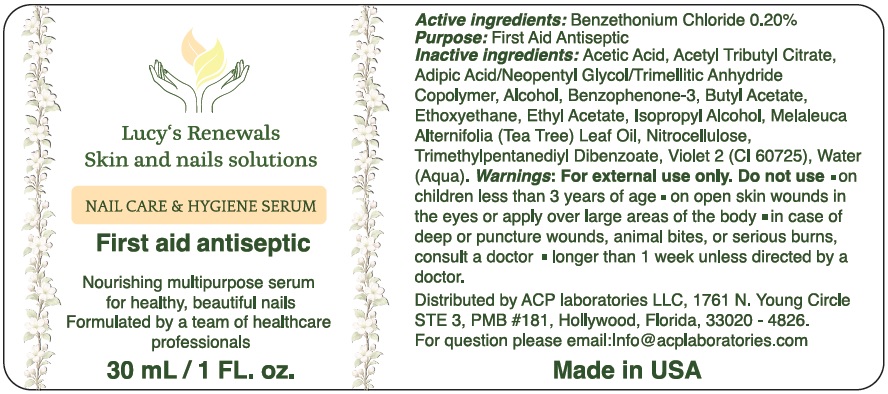 Lucy‘s Renewals
Skin and nails solutions
NAIL CARE & HYGIENE SERUM
First aid antiseptic
Nourishing multipurpose serum
for healthy, beautiful nails
Formulated by a team of healthcare
professionals
30 mL / 1 FL. oz.
Active ingredients: Benzethonium Chloride 0.20%
Purpose: First Aid Antiseptic
Inactive ingredients: Acetic Acid, Acetyl Tributyl Citrate,
Adipic Acid/Neopentyl Glycol/Trimellitic Anhydride
Copolymer, Alcohol, Benzophenone-3, Butyl Acetate,
Ethoxyethane, Ethyl Acetate, Isopropyl Alcohol, Melaleuca
Alternifolia (Tea Tree) Leaf Oil, Nitrocellulose,
Trimethylpentanediyl Dibenzoate, Violet 2 (CI 60725), Water
(Aqua). Warnings: For external use only. Do not use ▪ on
children less than 3 years of age ▪ on open skin wounds in
the eyes or apply over large areas of the body ▪ in case of
deep or puncture wounds, animal bites, or serious burns,
consult a doctor ▪ longer than 1 week unless directed by a
doctor.
Distributed by ACP laboratories LLC, 1761 N. Young Circle
STE 3, PMB #181, Hollywood, Florida, 33020 - 4826.
For question please email:Info@acplaboratories.com
Made in USA